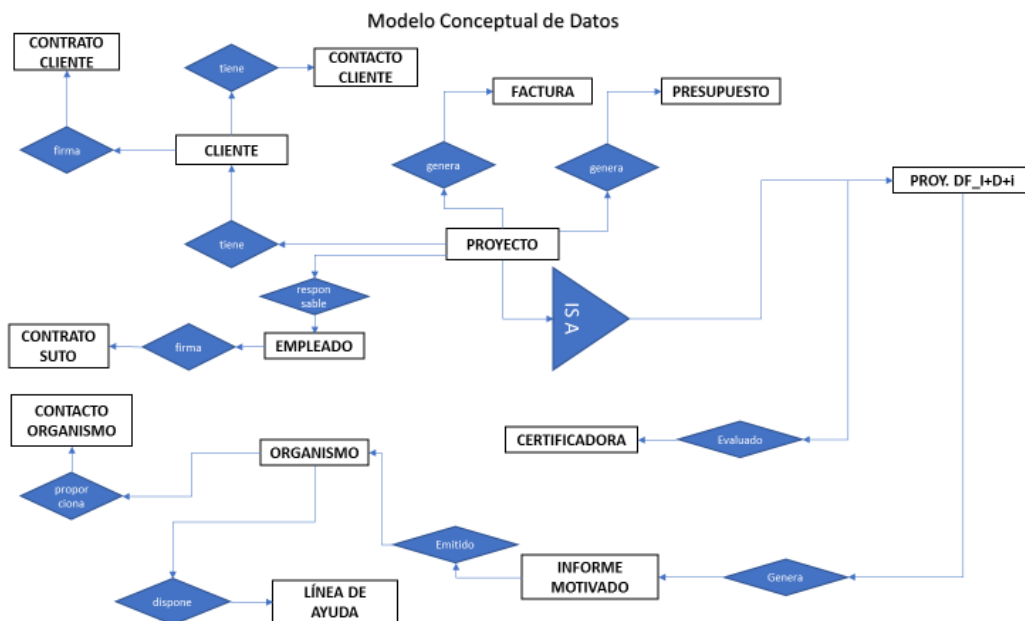 Modelo Conceptual de Datos
CONTRATO
CLIENTE
tiene
CONTACTO
CLIENTE
FACTURA
PRESUPUESTO
firma
CLIENTE
genera
genera
PROY. DF_I+D+i
tiene
PROYECTO
respon
sable
IS A
CONTRATO
SUTO
firma
EMPLEADO
CONTACTO
ORGANISMO
CERTIFICADORA
Evaluado
ORGANISMO
propor
ciona
Emitido
INFORME
MOTIVADO
Genera
dispone
LÍNEA DE
AYUDA